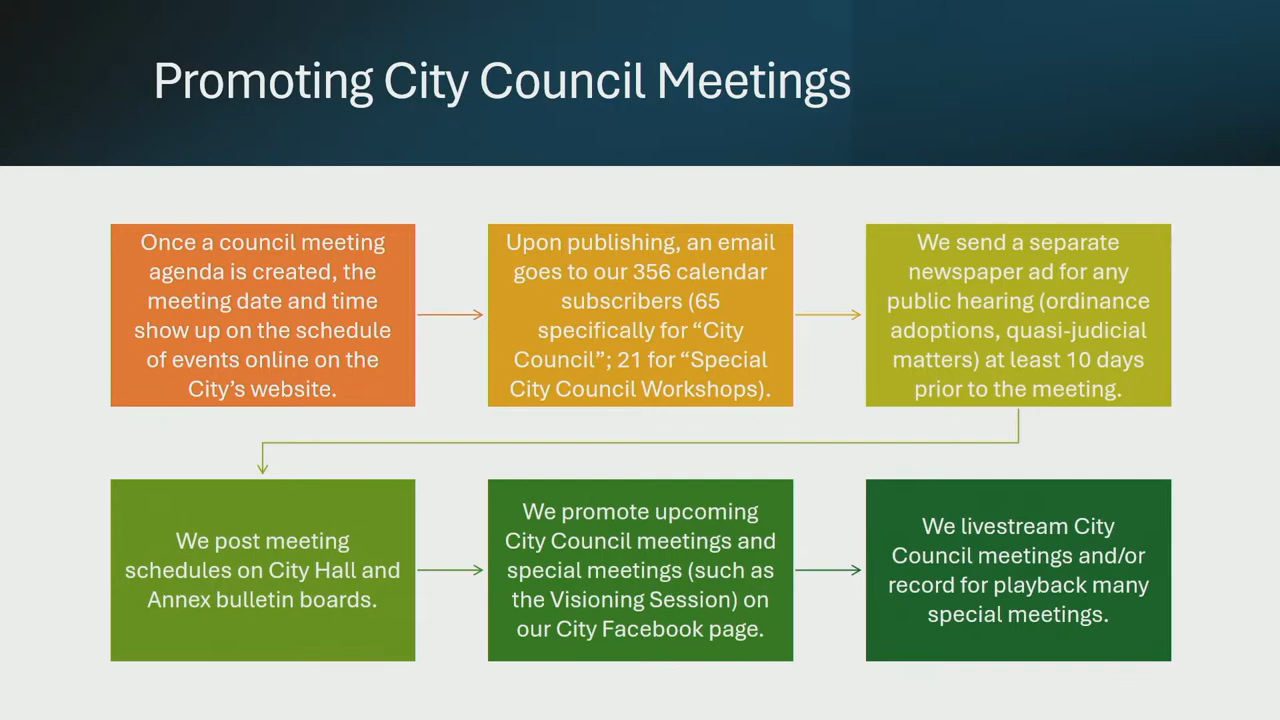 Promoting City Council Meetings
Once a council meeting
agenda is created, the
meeting date and time
show up on the schedule
of events online on the
City’s website.
Upon publishing, an email
goes to our 356 calendar
subscribers (65
specifically for “City
Council”; 21 for “Special
City Council Workshops).
We send a separate
newspaper ad for any
public hearing (ordinance
adoptions, quasi-judicial
matters) at least 10 days
prior to the meeting.
We post meeting
schedules on City Hall and
Annex bulletin boards.
We promote upcoming
City Council meetings and
special meetings (such as
the Visioning Session) on
our City Facebook page.
We livestream City
Council meetings and/or
record for playback many
special meetings.